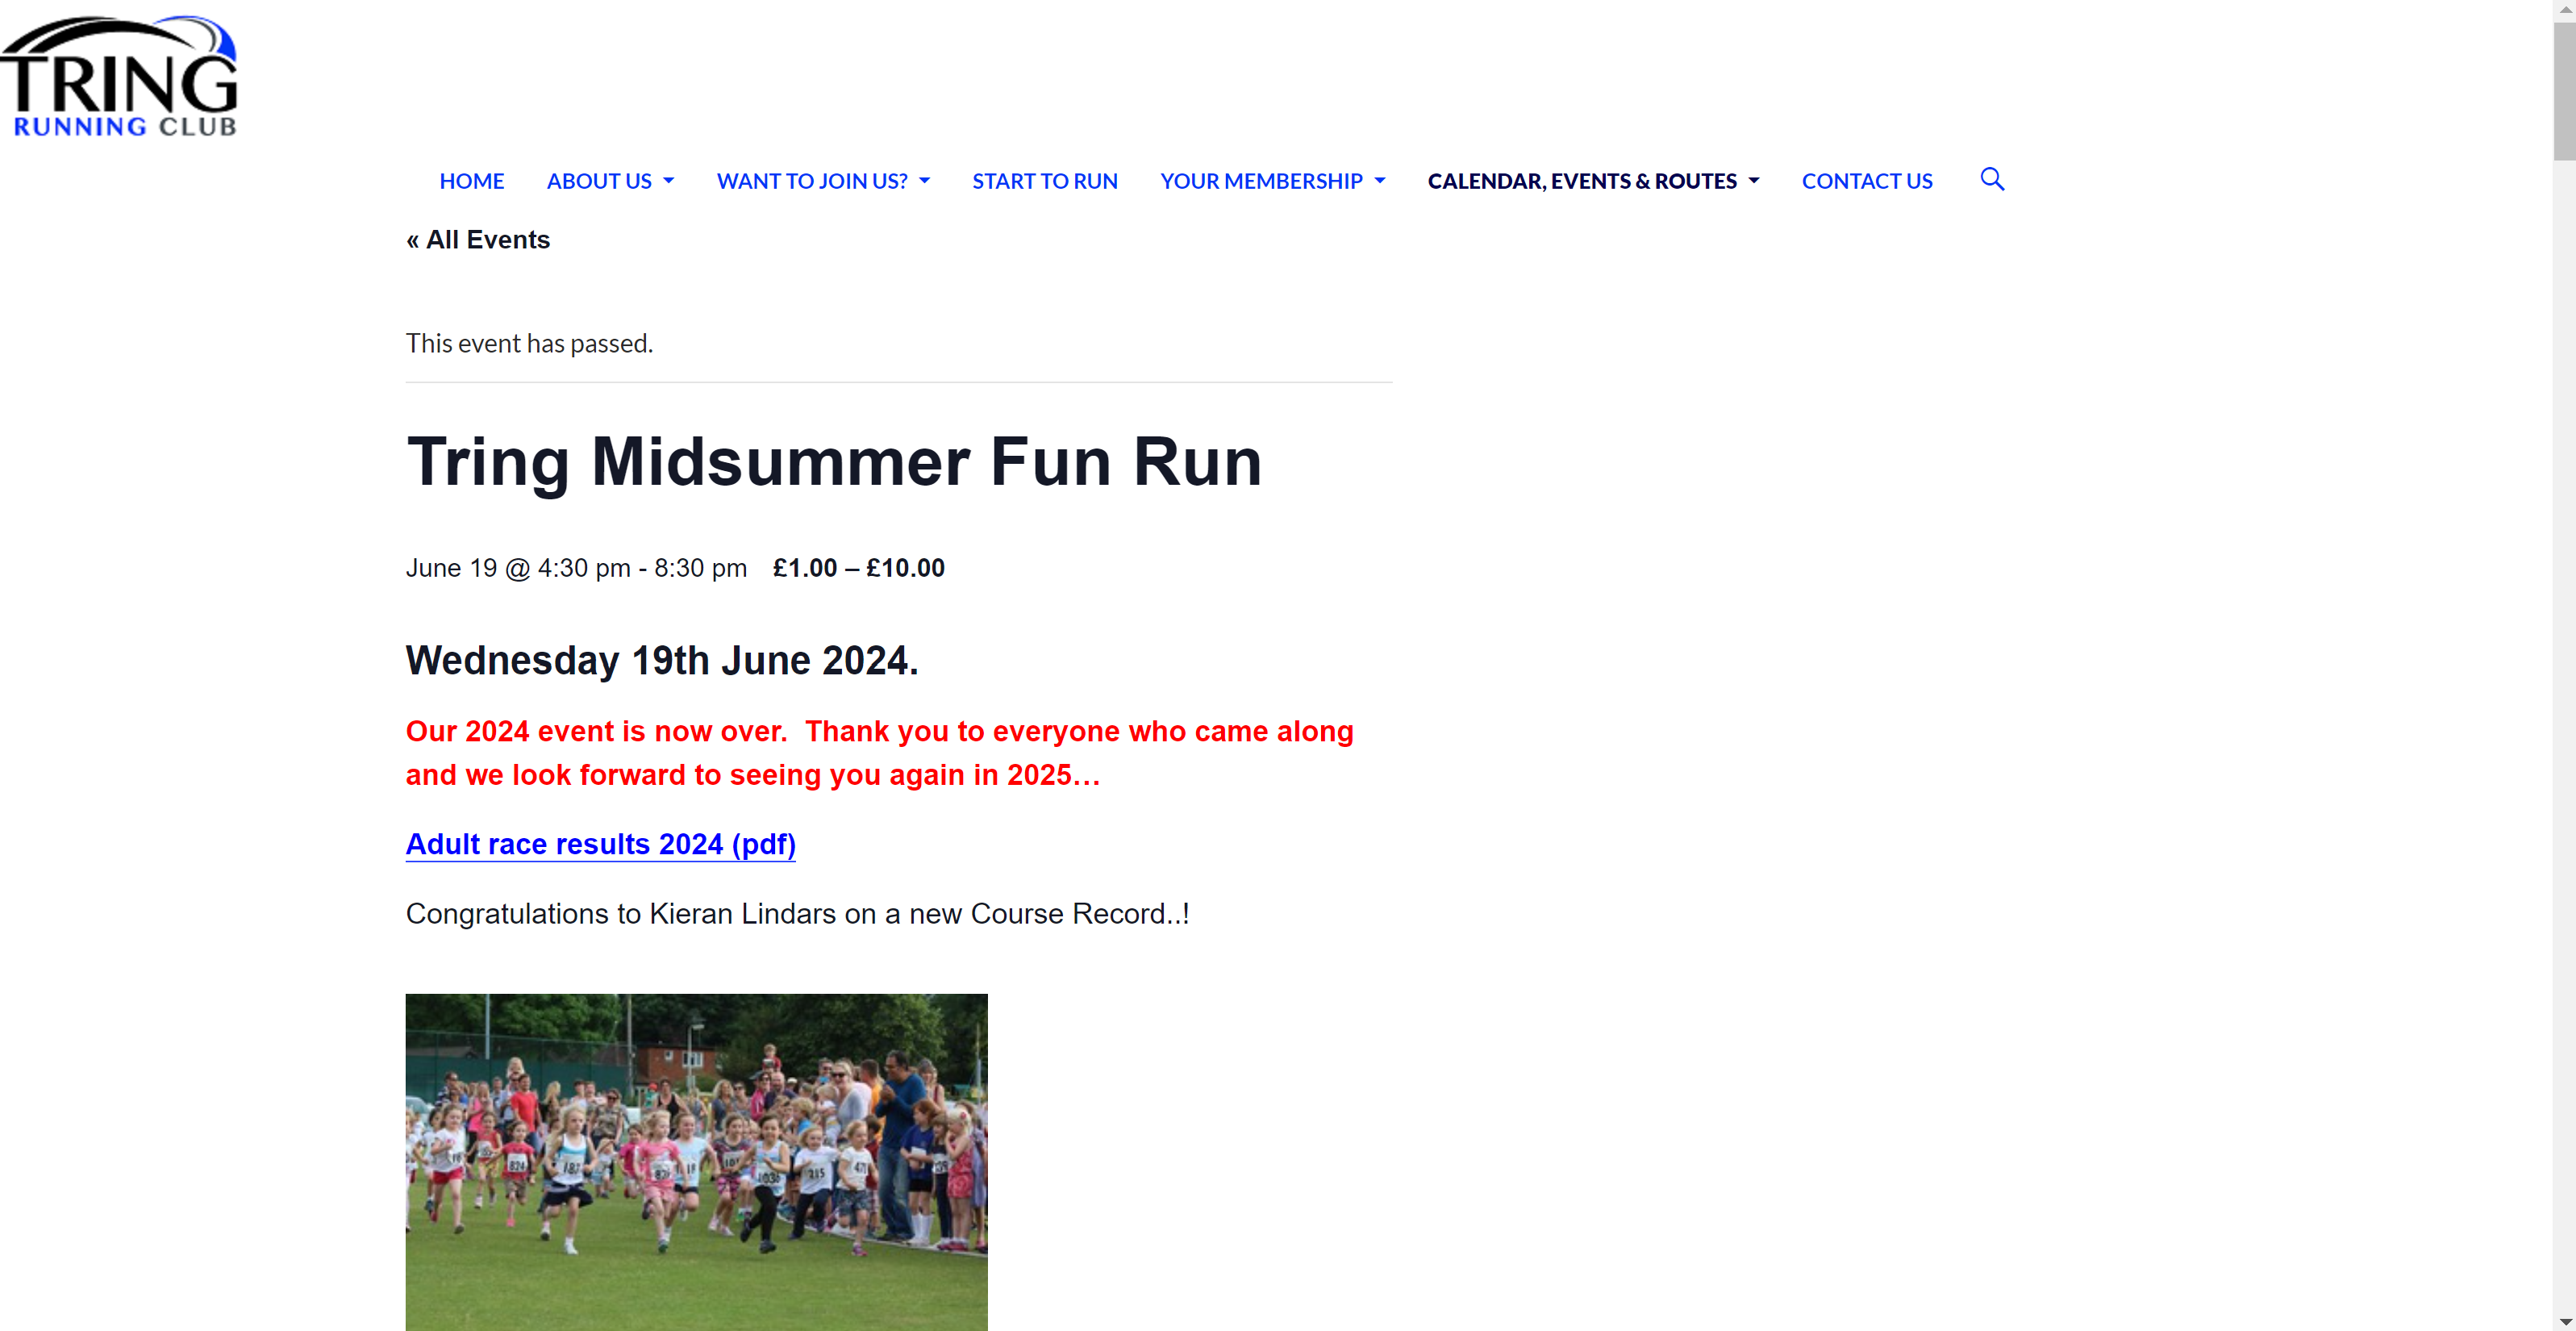 TRING
RUNNING CLUB
HOME ABOUT US WANT TO JOIN US? START TO RUN YOUR MEMBERSHIP CALENDAR, EVENTS & ROUTES CONTACT US
« All Events
This event has passed.
Tring Midsummer Fun Run
June 19 @ 4:30 pm - 8:30 pm £1.00 – £10.00
Wednesday 19th June 2024.
Our 2024 event is now over.  Thank you to everyone who came along
and we look forward to seeing you again in 2025…
Adult race results 2024 (pdf)
Congratulations to Kieran Lindars on a new Course Record..!
824
187
1036
215